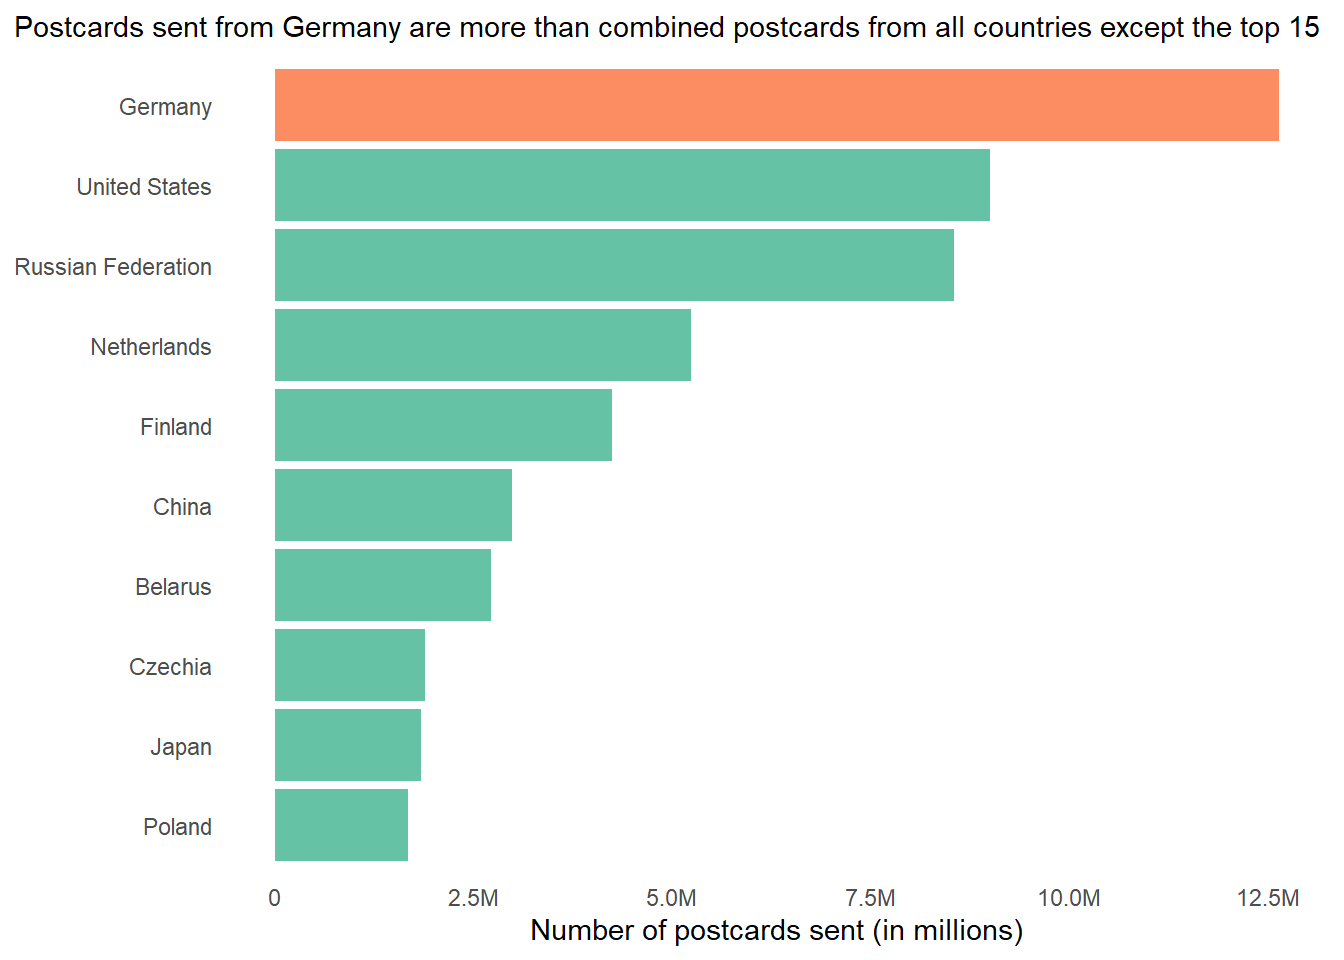 Postcards sent from Germany are more than combined postcards from all countries except the top 15
Germany
United States
Russian Federation
Netherlands
Finland
China
Belarus
Czechia
Japan
Poland
0 2.5M 5.0M 7.5M 10.0M 12.5M
Number of postcards sent (in millions)